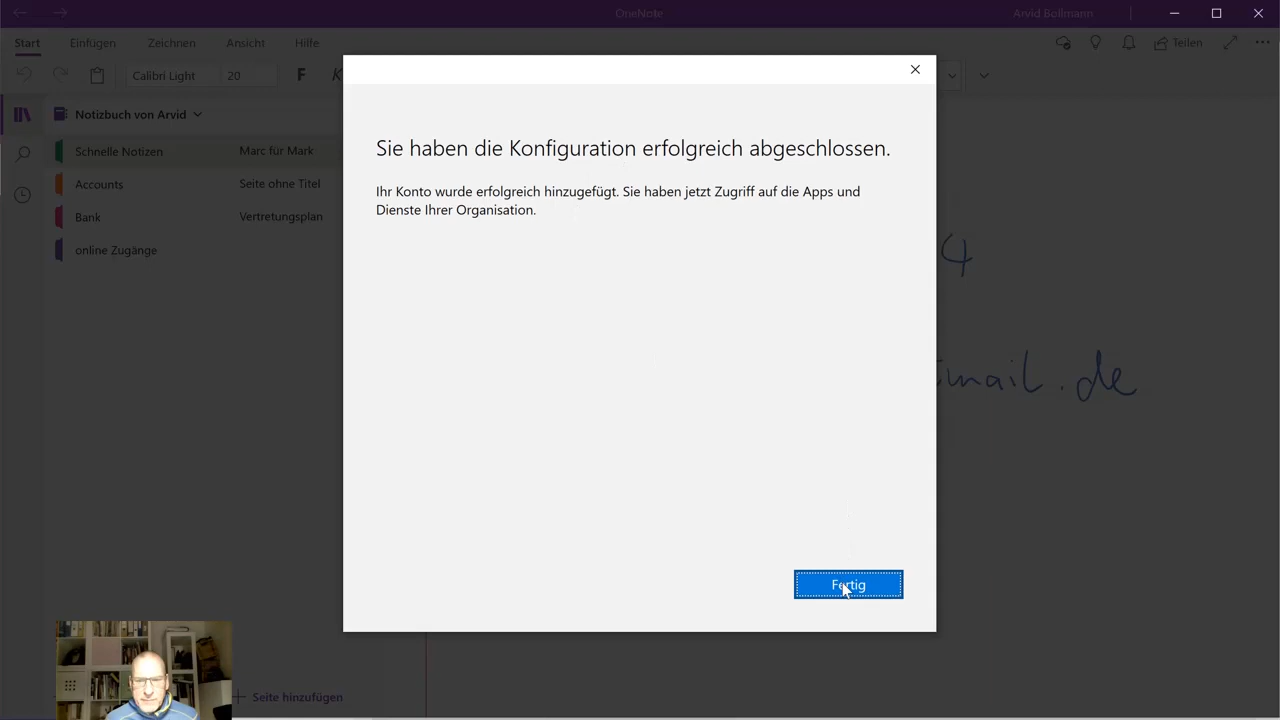 OneNote
Arvid Bollmann
Start Einfügen Zeichnen Ansicht Hilfe
Teilen
Calibri Light 20 F K
Notizbuch von Arvid
Schnelle Notizen
Accounts
Bank
online Zugänge
Marc für Mark
Seite ohne Titel
Vertretungsplan
Sie haben die Konfiguration erfolgreich abgeschlossen.
Ihr Konto wurde erfolgreich hinzugefügt. Sie haben jetzt Zugriff auf die Apps und
Dienste Ihrer Organisation.
4
mail.de
Fertig
Seite hinzufügen